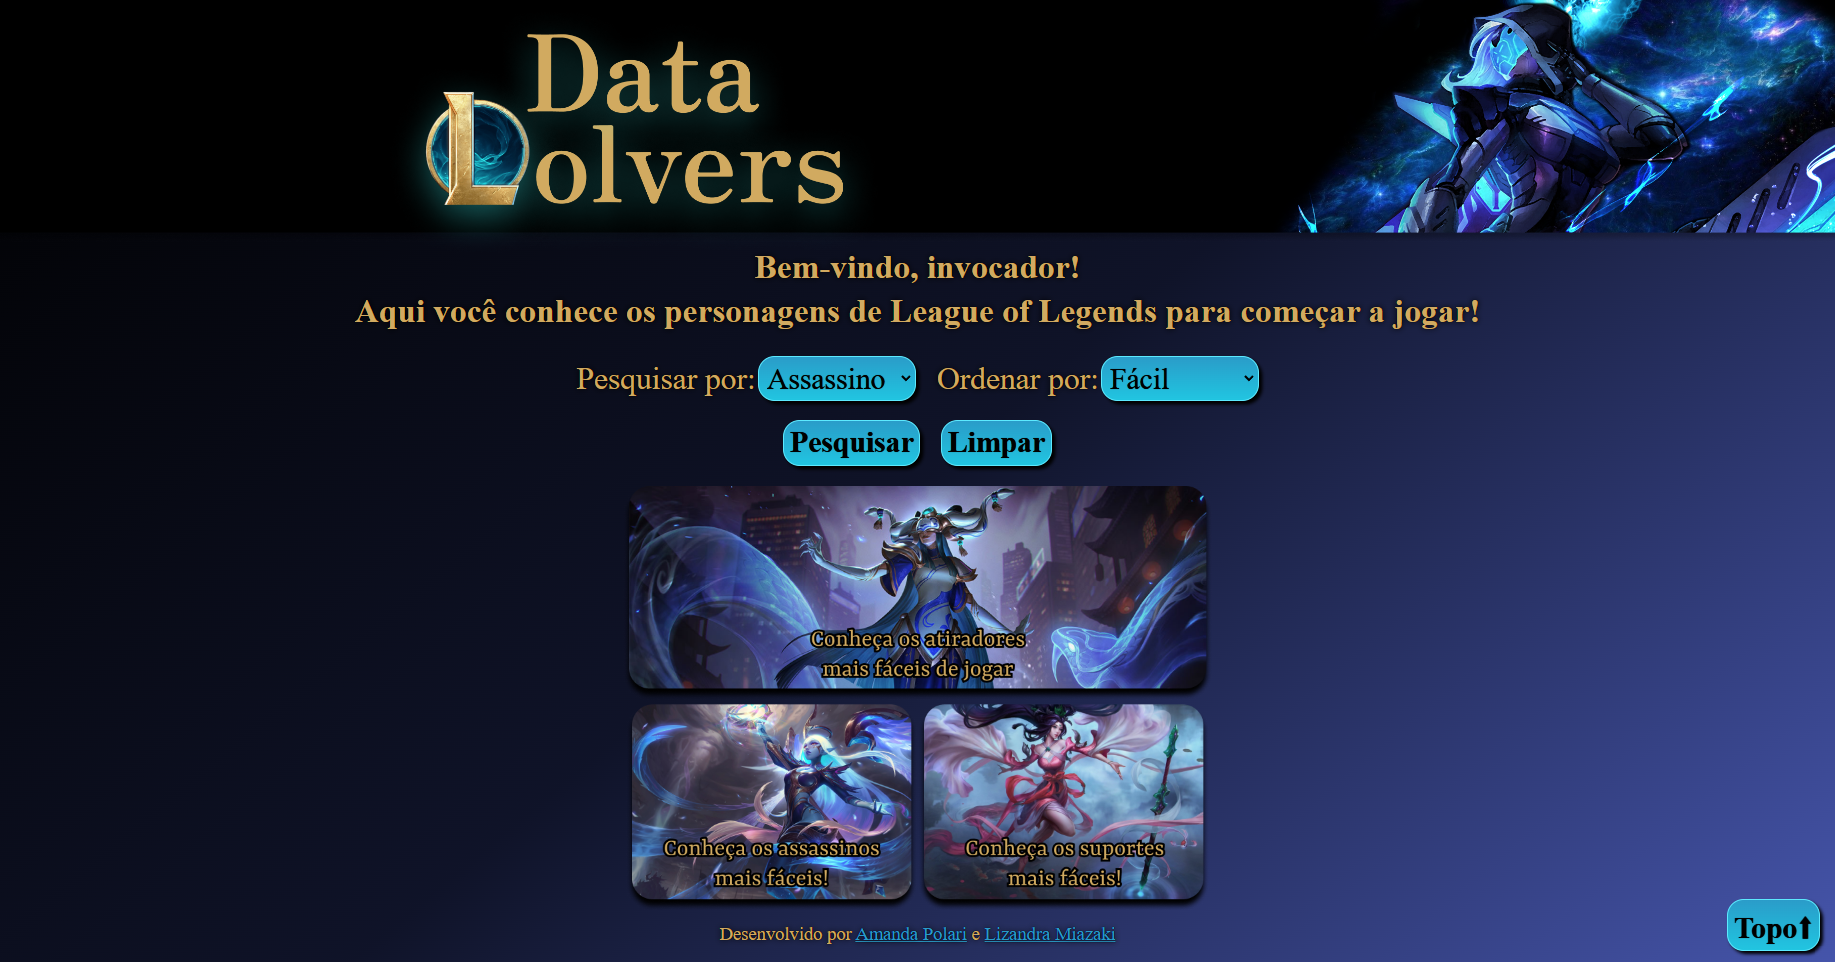 Data
Lolvers
Bem-vindo, invocador!
Aqui você conhece os personagens de League of Legends para começar a jogar!
Pesquisar por: Assassino Ordenar por: Fácil
Pesquisar Limpar
Conheça os atiradores
mais fáceis de jogar
Conheça os assassinos
mais fáceis!
Conheça os suportes
mais fáceis!
Desenvolvido por Amanda Polari e Lizandra Miazaki
Topo⬆